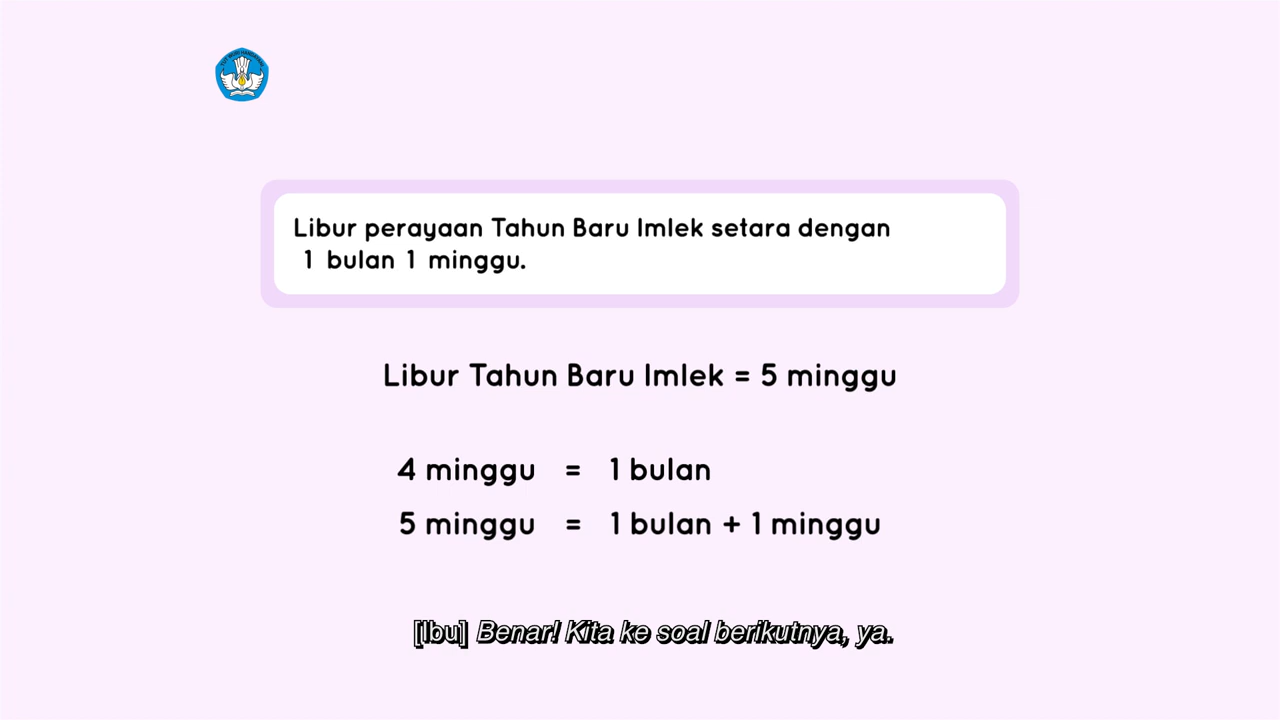 Libur perayaan Tahun Baru Imlek setara dengan
1 bulan 1 minggu.
Libur Tahun Baru Imlek = 5 minggu
4 minggu = 1 bulan
5 minggu = 1 bulan + 1 minggu
[Ibu] Benar! Kita ke soal berikutnya, ya.